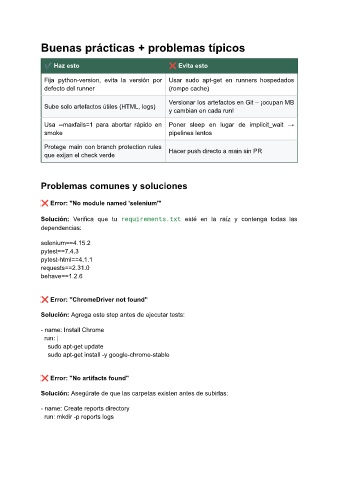 Buenas prácticas + problemas típicos
✔ Haz esto
❌ Evita esto
Fija python-version, evita la versión por
defecto del runner
Usar sudo apt-get en runners hospedados
(rompe cache)
Sube solo artefactos útiles (HTML, logs)
Versionar los artefactos en Git – ¡ocupan MB
y cambian en cada run!
Usa --maxfails=1 para abortar rápido en
smoke
Poner sleep en lugar de implicit_wait →
pipelines lentos
Protege main con branch protection rules
que exijan el check verde
Hacer push directo a main sin PR
Problemas comunes y soluciones
❌ Error: "No module named 'selenium'"
Solución: Verifica que tu requirements.txt esté en la raíz y contenga todas las
dependencias:
selenium==4.15.2
pytest==7.4.3
pytest-html==4.1.1
requests==2.31.0
behave==1.2.6
❌ Error: "ChromeDriver not found"
Solución: Agrega este step antes de ejecutar tests:
- name: Install Chrome
run: |
sudo apt-get update
sudo apt-get install -y google-chrome-stable
❌ Error: "No artifacts found"
Solución: Asegúrate de que las carpetas existen antes de subirlas:
- name: Create reports directory
run: mkdir -p reports logs